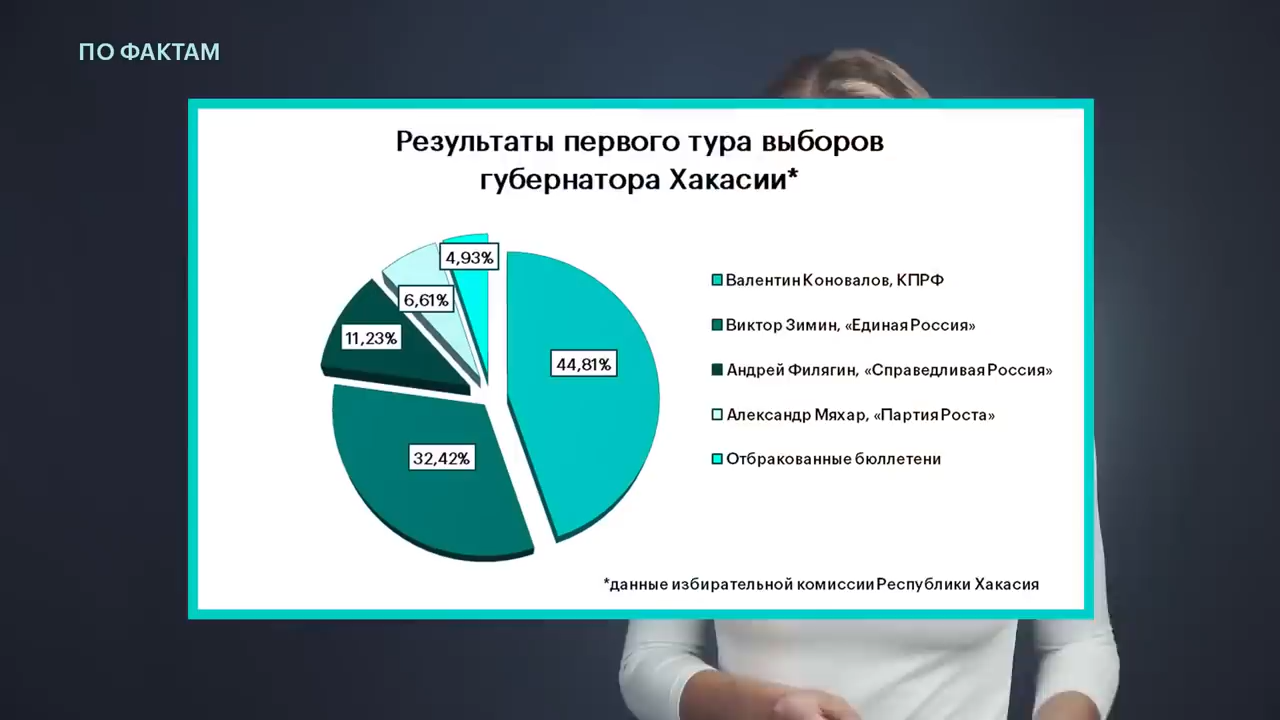 ПО ФАКТАМ
Результаты первого тура выборов
губернатора Хакасии*
4,93%
6,61%
11,23%
44,81%
32,42%
Валентин Коновалов, КПРФ
Виктор Зимин, «Единая Россия»
Андрей Филягин, «Справедливая Россия»
Александр Мяхар, «Партия Роста»
Отбракованные бюллетени
*данные избирательной комиссии Республики Хакасия